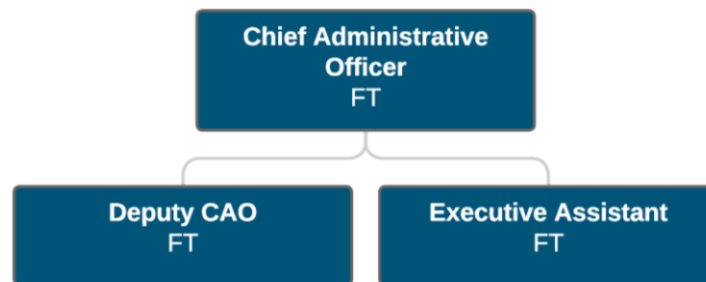 Chief Administrative
Officer
FT
Deputy CAO
FT
Executive Assistant
FT